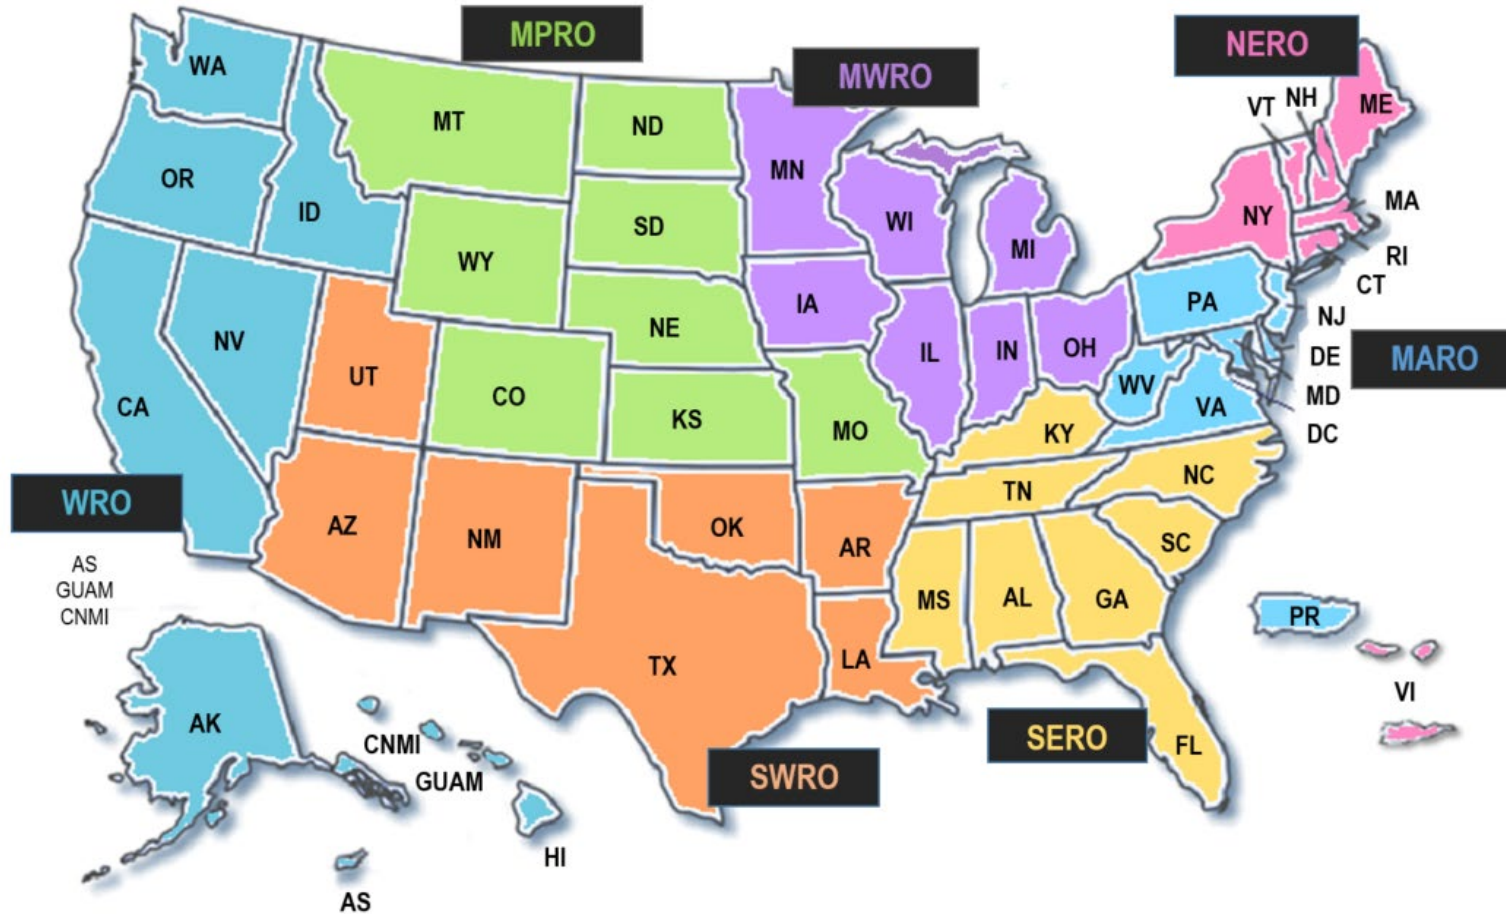 MPRO
NERO
MWRO
WA
VT
NH
ME
MT
ND
MN
OR
ID
SD
WI
NY
MA
MI
RI
WY
CT
IA
PA
NE
NJ
NV
IL
IN
OH
DE
MARO
UT
CO
WV
MD
CA
VA
KS
MO
KY
DC
NC
TN
WRO
AZ
NM
OK
AR
SC
AS
GUAM
CNMI
MS
AL
GA
PR
TX
LA
VI
AK
CNMI
SERO
FL
GUAM
SWRO
HI
AS